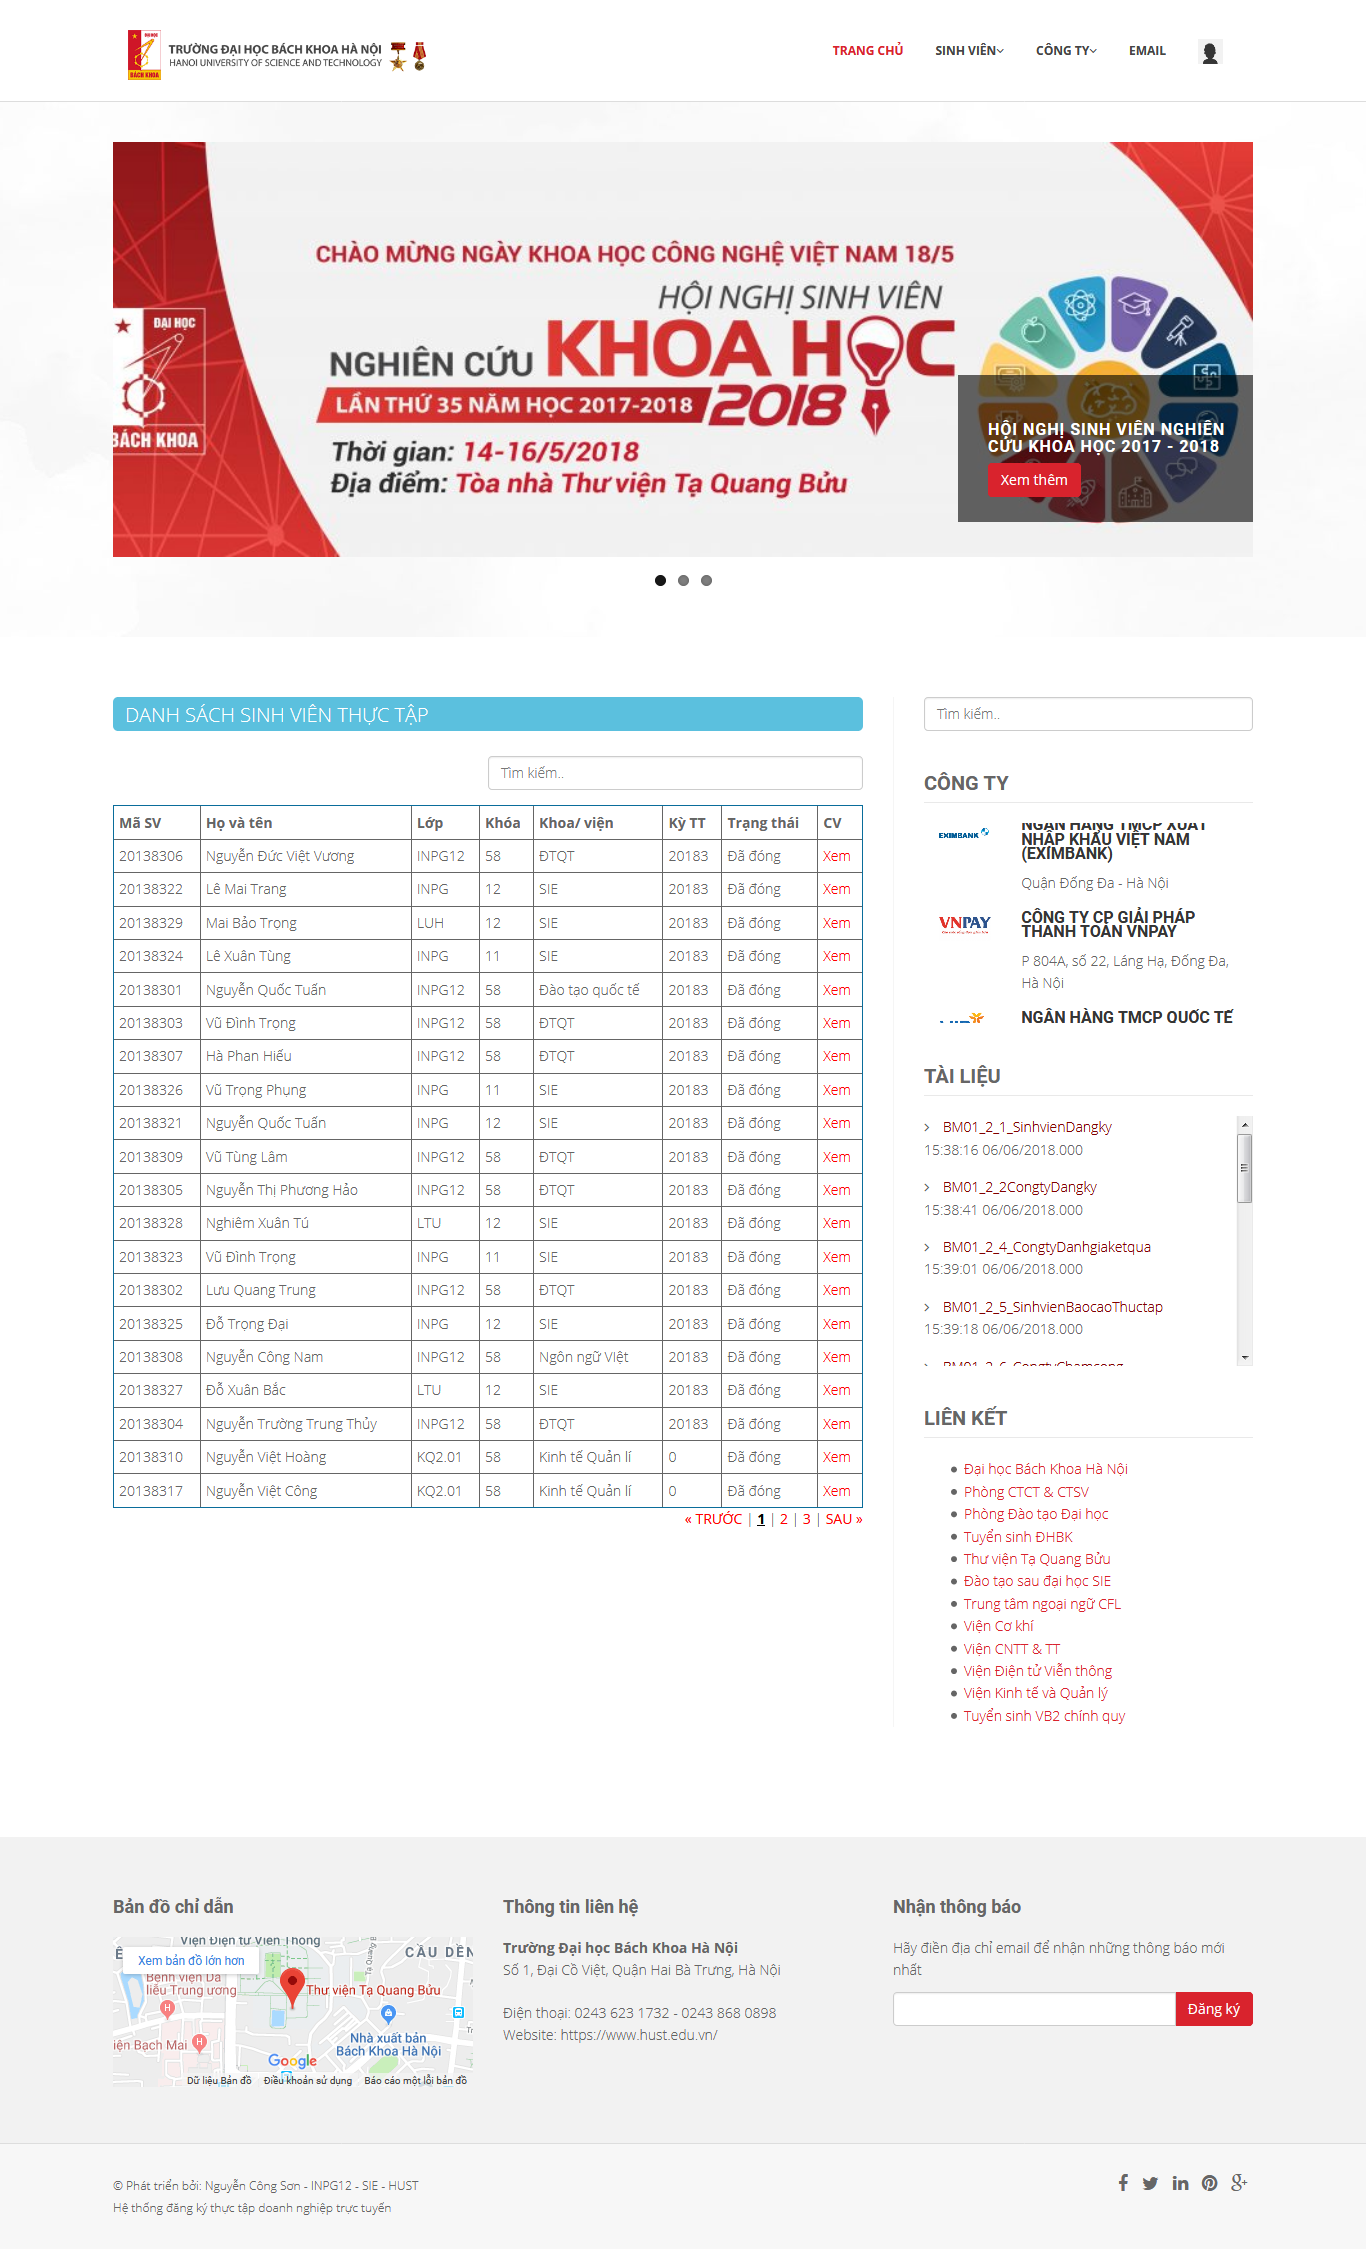 TRƯỜNG ĐẠI HỌC BÁCH KHOA HÀ NỘI
HANOI UNIVERSITY OF SCIENCE AND TECHNOLOGY
BÁCH KHOA
TRANG CHỦ SINH VIÊN CÔNG TY EMAIL
CHÀO MỪNG NGÀY KHOA HỌC CÔNG NGHỆ VIỆT NAM 18/5
HỘI NGHỊ SINH VIÊN
NGHIÊN CỨU KHOA HỌC
LẦN THỨ 35 NĂM HỌC 2017-2018 2018
Thời gian: 14-16/5/2018
Địa điểm: Tòa nhà Thư viện Tạ Quang Bửu
ĐẠI HỌC
BÁCH KHOA
HỘI NGHỊ SINH VIÊN NGHIÊN
CỨU KHOA HỌC 2017 - 2018
Xem thêm
DANH SÁCH SINH VIÊN THỰC TẬP
Tìm kiếm..
Mã SV Họ và tên Lớp Khóa Khoa/ viện Kỳ TT Trạng thái CV
20138306 Nguyễn Đức Việt Vương INPG12 58 ĐTQT 20183 Đã đóng Xem
20138322 Lê Mai Trang INPG 12 SIE 20183 Đã đóng Xem
20138329 Mai Bảo Trọng LUH 12 SIE 20183 Đã đóng Xem
20138324 Lê Xuân Tùng INPG 11 SIE 20183 Đã đóng Xem
20138301 Nguyễn Quốc Tuấn INPG12 58 Đào tạo quốc tế 20183 Đã đóng Xem
20138303 Vũ Đình Trọng INPG12 58 ĐTQT 20183 Đã đóng Xem
20138307 Hà Phan Hiếu INPG12 58 ĐTQT 20183 Đã đóng Xem
20138326 Vũ Trọng Phụng INPG 11 SIE 20183 Đã đóng Xem
20138321 Nguyễn Quốc Tuấn INPG 12 SIE 20183 Đã đóng Xem
20138309 Vũ Tùng Lâm INPG12 58 ĐTQT 20183 Đã đóng Xem
20138305 Nguyễn Thị Phương Hảo INPG12 58 ĐTQT 20183 Đã đóng Xem
20138328 Nghiêm Xuân Tú LTU 12 SIE 20183 Đã đóng Xem
20138323 Vũ Đình Trọng INPG 11 SIE 20183 Đã đóng Xem
20138302 Lưu Quang Trung INPG12 58 ĐTQT 20183 Đã đóng Xem
20138325 Đỗ Trọng Đại INPG 12 SIE 20183 Đã đóng Xem
20138308 Nguyễn Công Nam INPG12 58 Ngôn ngữ Việt 20183 Đã đóng Xem
20138327 Đỗ Xuân Bắc LTU 12 SIE 20183 Đã đóng Xem
20138304 Nguyễn Trường Trung Thủy INPG12 58 ĐTQT 20183 Đã đóng Xem
20138310 Nguyễn Việt Hoàng KQ2.01 58 Kinh tế Quản lí 0 Đã đóng Xem
20138317 Nguyễn Việt Công KQ2.01 58 Kinh tế Quản lí 0 Đã đóng Xem
« TRƯỚC | 1 | 2 | 3 | SAU »
Tìm kiếm..
CÔNG TY
EXIMBANK
NGÂN HÀNG TMCP XUẤT
NHẬP KHẨU VIỆT NAM
(EXIMBANK)
Quận Đống Đa - Hà Nội
VNPAY
CÔNG TY CP GIẢI PHÁP
THANH TOÁN VNPAY
P 804A, số 22, Láng Hạ, Đống Đa,
Hà Nội
NGÂN HÀNG TMCP QUỐC TẾ
TÀI LIỆU
BM01_2_1_SinhvienDangky
15:38:16 06/06/2018.000
BM01_2_2CongtyDangky
15:38:41 06/06/2018.000
BM01_2_4_CongtyDanhgiaketqua
15:39:01 06/06/2018.000
BM01_2_5_SinhvienBaocaoThuctap
15:39:18 06/06/2018.000
BM01_2_6_CongtyChamcong
LIÊN KẾT
Đại học Bách Khoa Hà Nội
Phòng CTCT & CTSV
Phòng Đào tạo Đại học
Tuyển sinh ĐHBK
Thư viện Tạ Quang Bửu
Đào tạo sau đại học SIE
Trung tâm ngoại ngữ CFL
Viện Cơ khí
Viện CNTT & TT
Viện Điện tử Viễn thông
Viện Kinh tế và Quản lý
Tuyển sinh VB2 chính quy
Bản đồ chỉ dẫn
Viện Điện tử Viễn Thông
CẦU DỀN
Xem bản đồ lớn hơn
Bệnh viện Da
liễu Trung ương
Thư viện Tạ Quang Bửu
Tạ Quang B
iện Bạch Mai
Nhà xuất bản
Bách Khoa Hà Nội
Google
Dữ liệu Bản đồ Điều khoản sử dụng Báo cáo một lỗi bản đồ
Thông tin liên hệ
Trường Đại học Bách Khoa Hà Nội
Số 1, Đại Cồ Việt, Quận Hai Bà Trưng, Hà Nội
Điện thoại: 0243 623 1732 - 0243 868 0898
Website: https://www.hust.edu.vn/
Nhận thông báo
Hãy điền địa chỉ email để nhận những thông báo mới
nhất
Đăng ký
© Phát triển bởi: Nguyễn Công Sơn - INPG12 - SIE - HUST
Hệ thống đăng ký thực tập doanh nghiệp trực tuyến